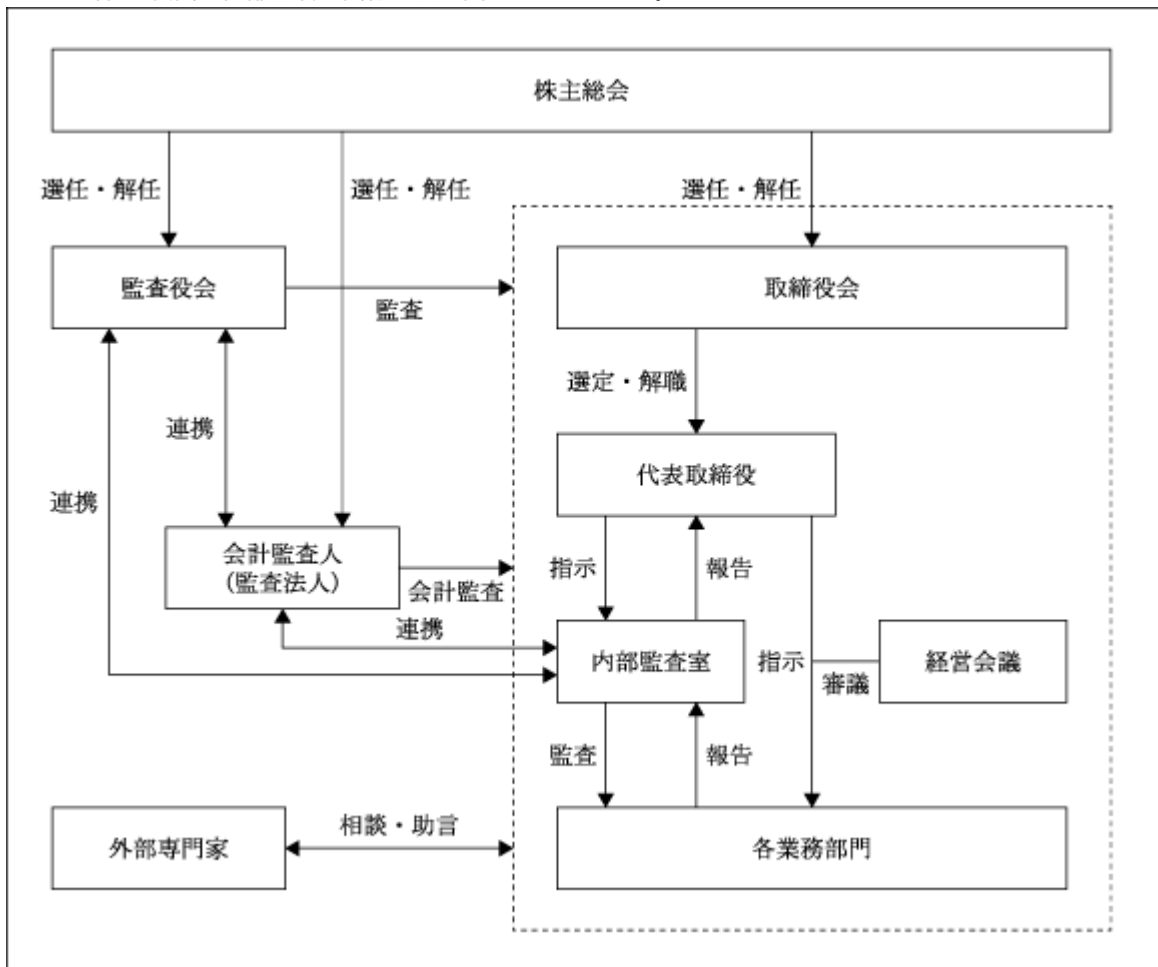 株主総会
選任・解任
選任・解任
選任・解任
監査役会
監査
取締役会
選定・解職
連携
代表取締役
連携
会計監査人
(監査法人)
会計監査
指示
報告
連携
内部監査室
指示
審議
経営会議
監査
報告
外部専門家
相談・助言
各業務部門